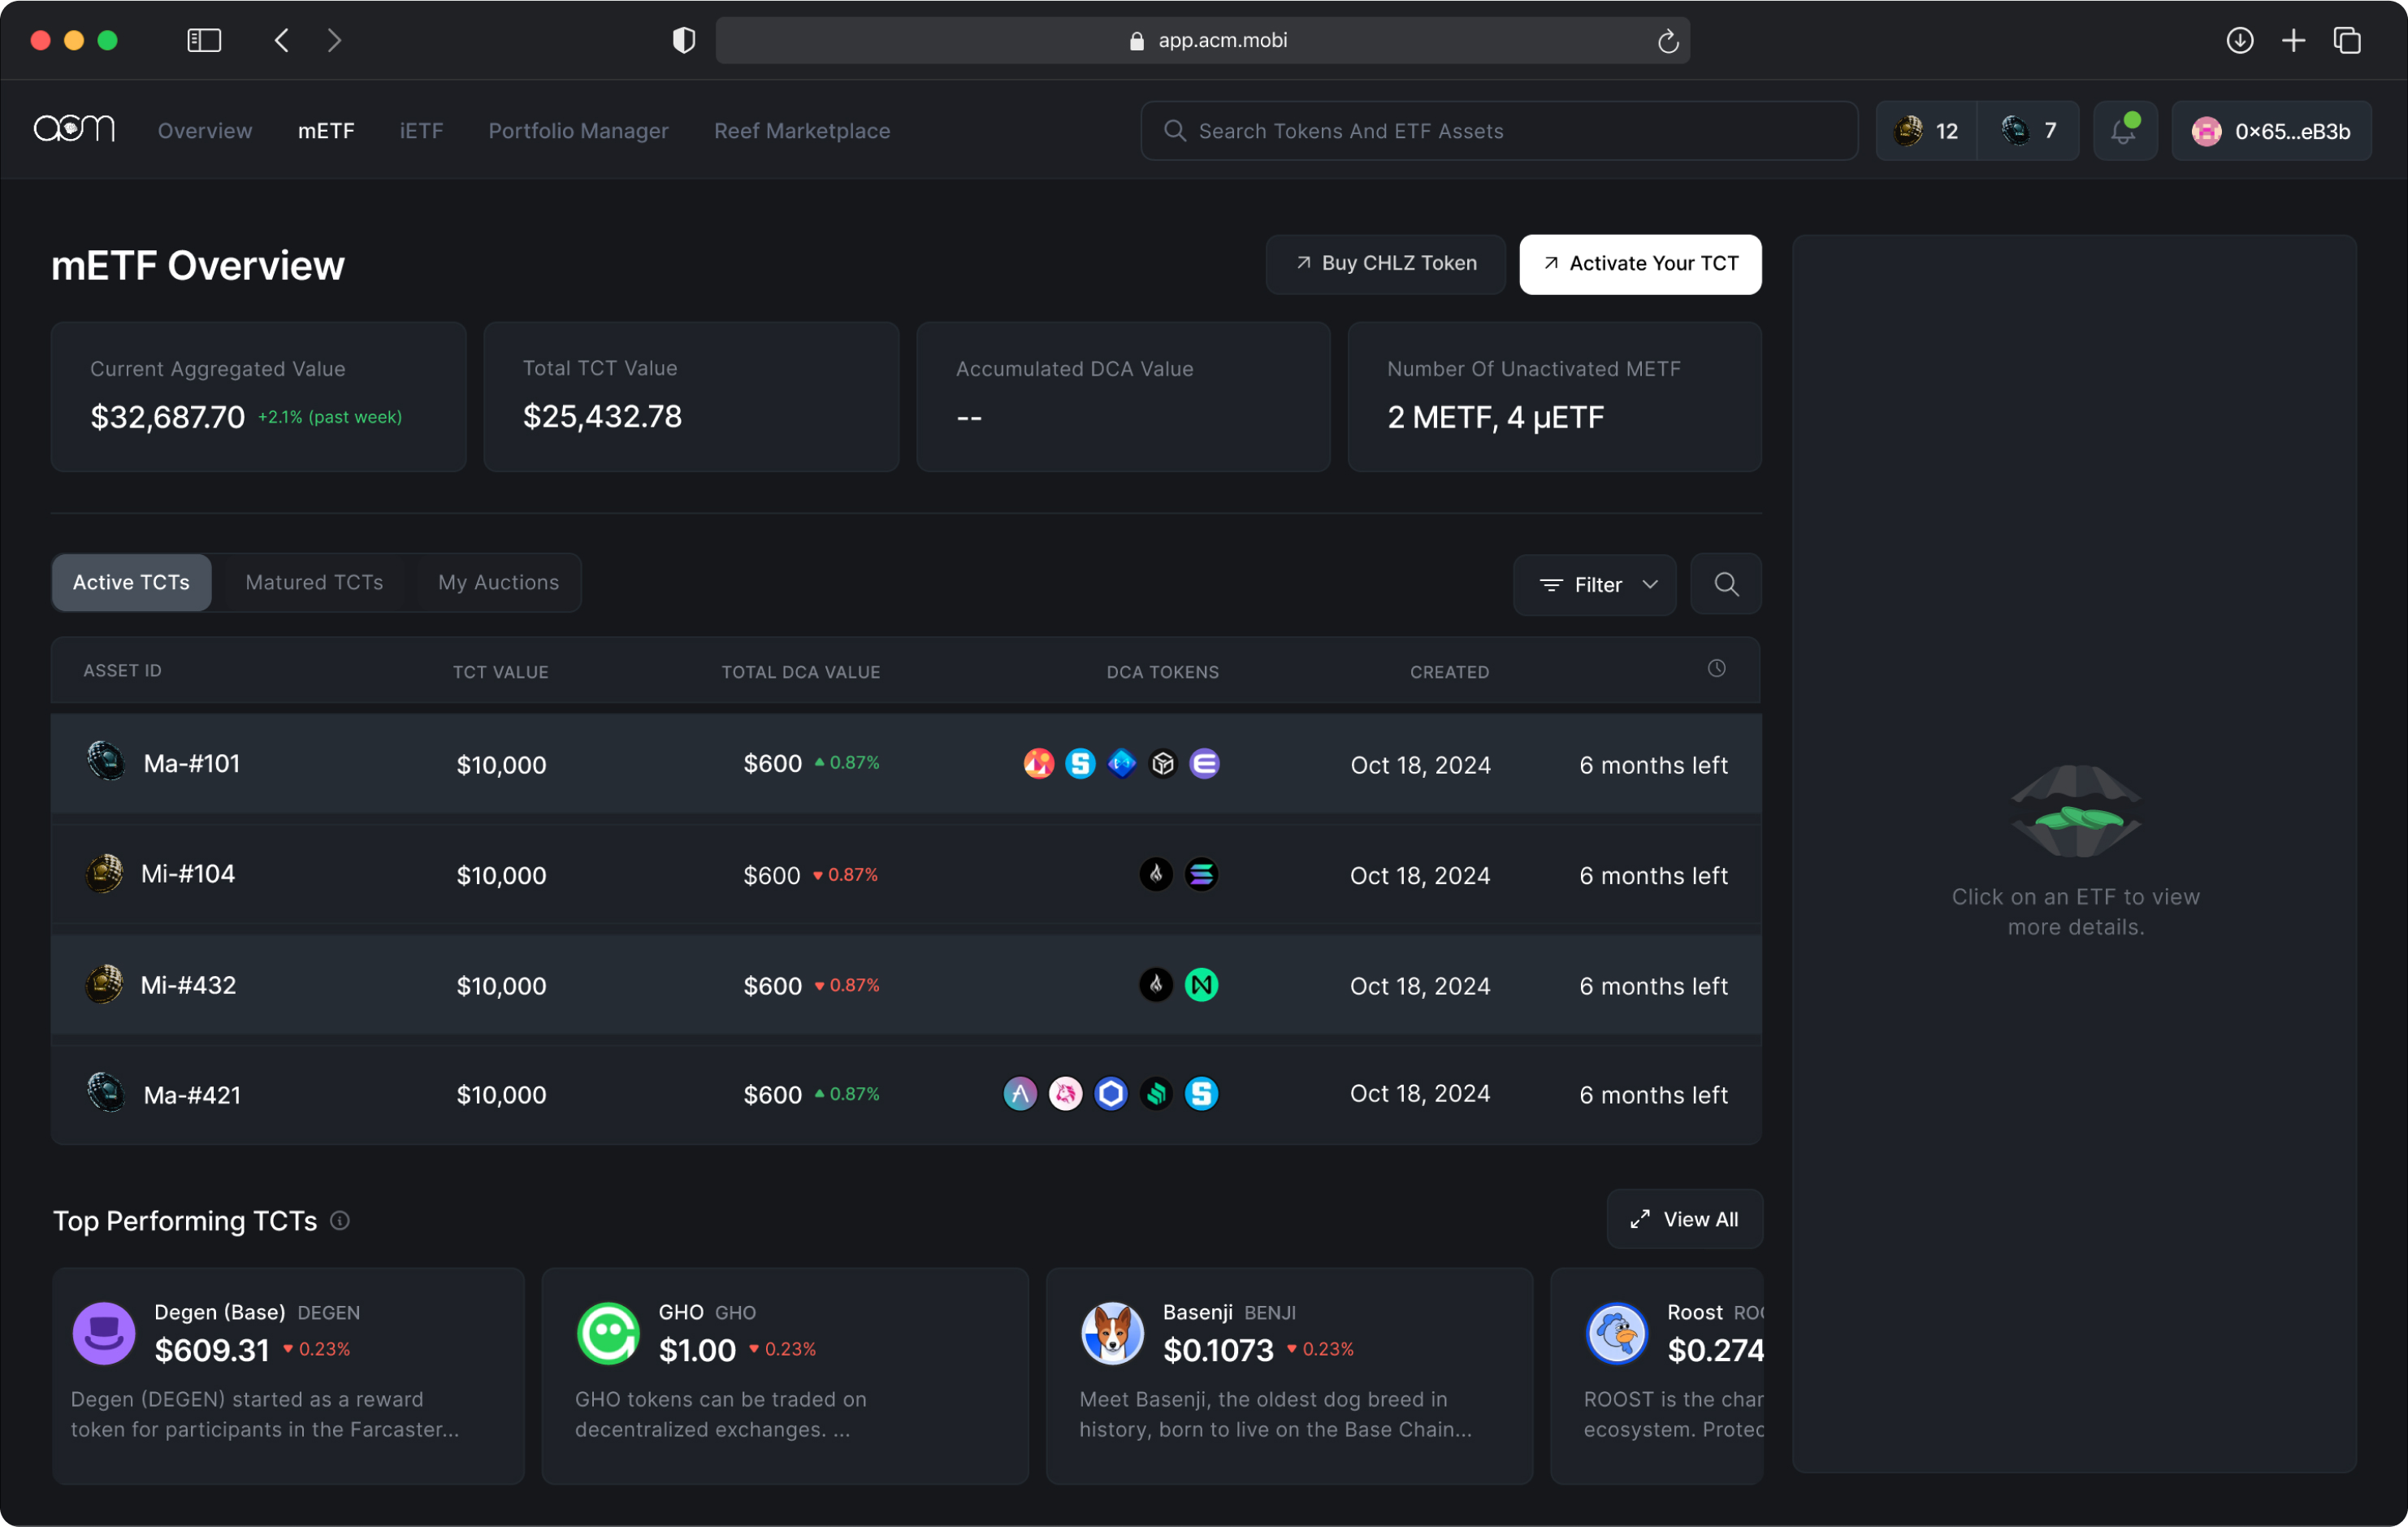 app.acm.mobi
acm
Overview
mETF
iETF
Portfolio Manager
Reef Marketplace
Search Tokens And ETF Assets
12
7
0×65...eB3b
mETF Overview
Buy CHLZ Token
Activate Your TCT
Current Aggregated Value
$32,687.70 +2.1% (past week)
Total TCT Value
$25,432.78
Accumulated DCA Value
--
Number Of Unactivated METF
2 METF, 4 µETF
Active TCTs
Matured TCTs
My Auctions
Filter
ASSET ID
TCT VALUE
TOTAL DCA VALUE
DCA TOKENS
CREATED
Ma-#101
$10,000
$600 0.87%
Oct 18, 2024
6 months left
Mi-#104
$10,000
$600 0.87%
Oct 18, 2024
6 months left
Mi-#432
$10,000
$600 0.87%
Oct 18, 2024
6 months left
Ma-#421
$10,000
$600 0.87%
Oct 18, 2024
6 months left
Click on an ETF to view
more details.
Top Performing TCTs
View All
Degen (Base) DEGEN
$609.31 0.23%
Degen (DEGEN) started as a reward
token for participants in the Farcaster...
GHO GHO
$1.00 0.23%
GHO tokens can be traded on
decentralized exchanges. ...
Basenji BENJI
$0.1073 0.23%
Meet Basenji, the oldest dog breed in
history, born to live on the Base Chain...
Roost
$0.274
ROOST is the
ecosystem.